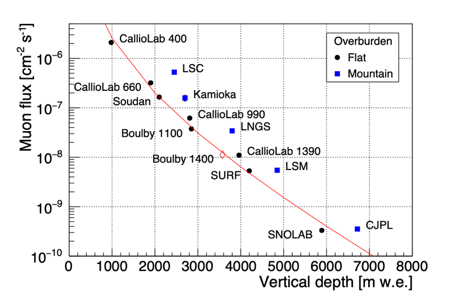 Muon flux [cm-2 s-1]
10-6
10-7
10-8
10-9
10-10
Overburden
Flat
Mountain
CallioLab 400
LSC
CallioLab 660
Kamioka
Soudan
CallioLab 990
Boulby 1100
LNGS
Boulby 1400
CallioLab 1390
SURF
LSM
SNOLAB
CJPL
0 1000 2000 3000 4000 5000 6000 7000 8000
Vertical depth [m w.e.]